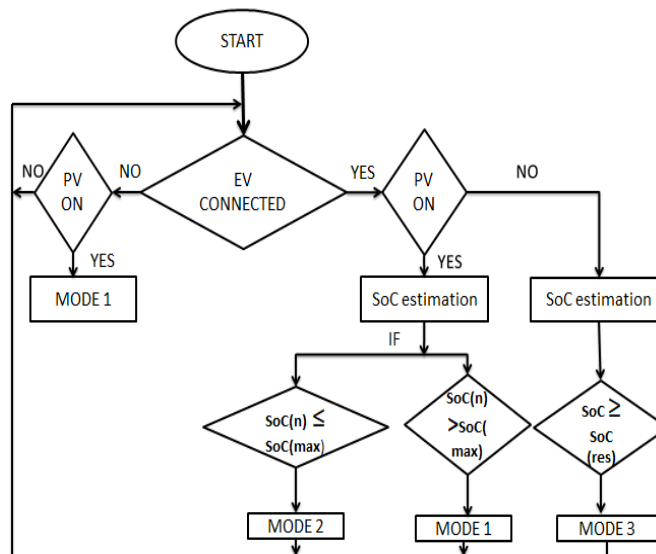 START
NO
PV
ON
NO
EV
CONNECTED
YES
PV
ON
NO
YES
YES
MODE 1
SoC estimation
SoC estimation
IF
SoC(n) ≤
SoC(max)
SoC(n)
>SoC(
max)
SoC ≥
SoC
(res)
MODE 2
MODE 1
MODE 3